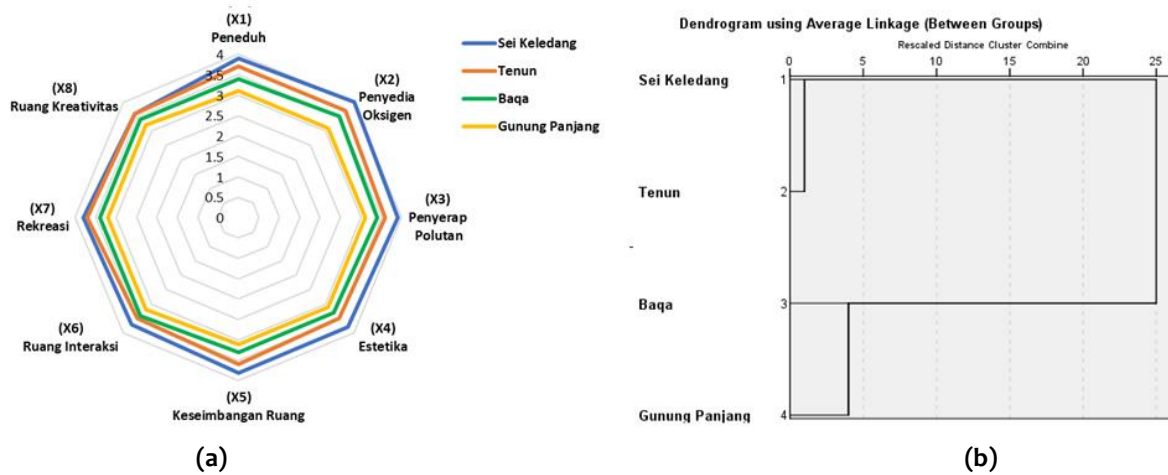 (X1)
Peneduh
4
3.5
3
2.5
2
1.5
1
0.5
0
(X2)
Penyedia
Oksigen
(X3)
Penyerap
Polutan
(X4)
Estetika
(X5)
Keseimbangan Ruang
(X6)
Ruang Interaksi
(X7)
Rekreasi
(X8)
Ruang Kreativitas
Sei Keledang
Tenun
Baqa
Gunung Panjang
(a)
Dendrogram using Average Linkage (Between Groups)
Rescaled Distance Cluster Combine
0 5 10 15 20 25
Sei Keledang 1
Tenun 2
Baqa 3
Gunung Panjang 4
(b)